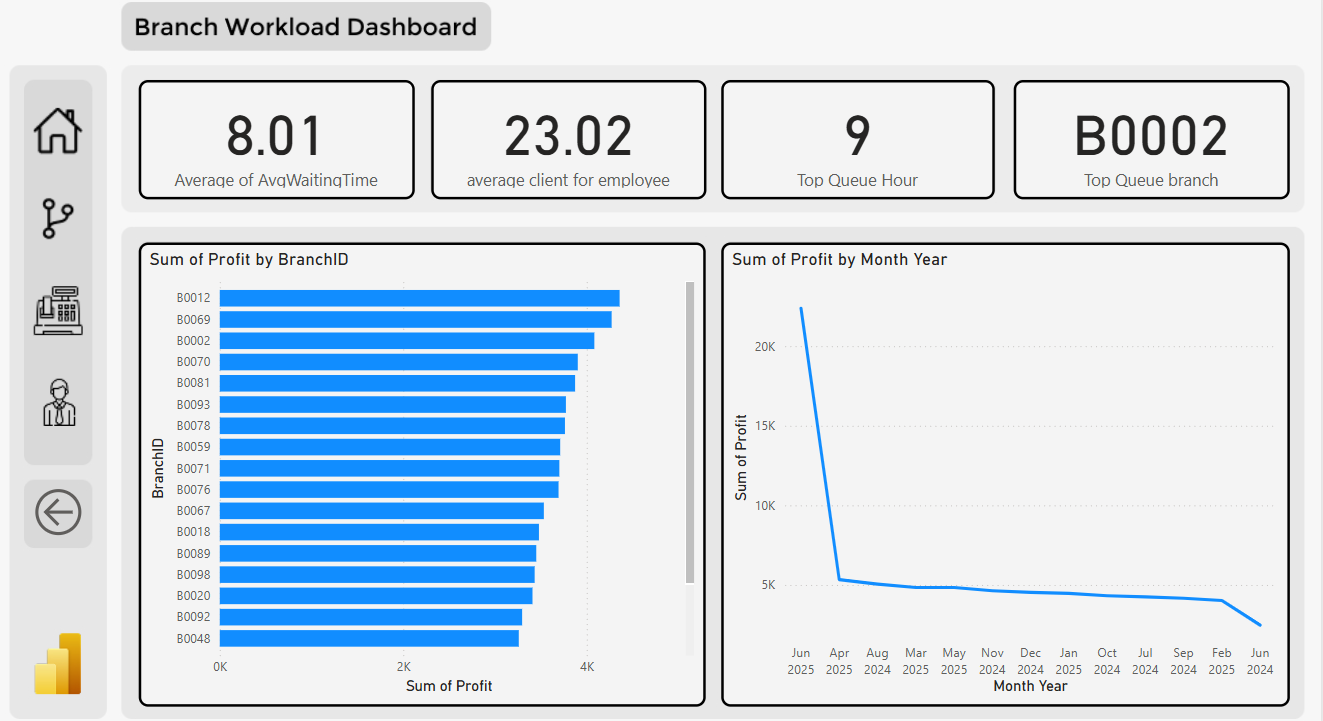 Branch Workload Dashboard
8.01
Average of AvgWaitingTime
23.02
average client for employee
9
Top Queue Hour
B0002
Top Queue branch
Sum of Profit by BranchID
BranchID
B0012
B0069
B0002
B0070
B0081
B0093
B0078
B0059
B0071
B0076
B0067
B0018
B0089
B0098
B0020
B0092
B0048
0K 2K 4K
Sum of Profit
Sum of Profit by Month Year
Sum of Profit
20K
15K
10K
5K
Jun Apr Aug Mar May Nov Dec Jan Oct Jul Sep Feb Jun
2025 2025 2024 2025 2025 2024 2024 2025 2024 2024 2024 2025 2024
Month Year